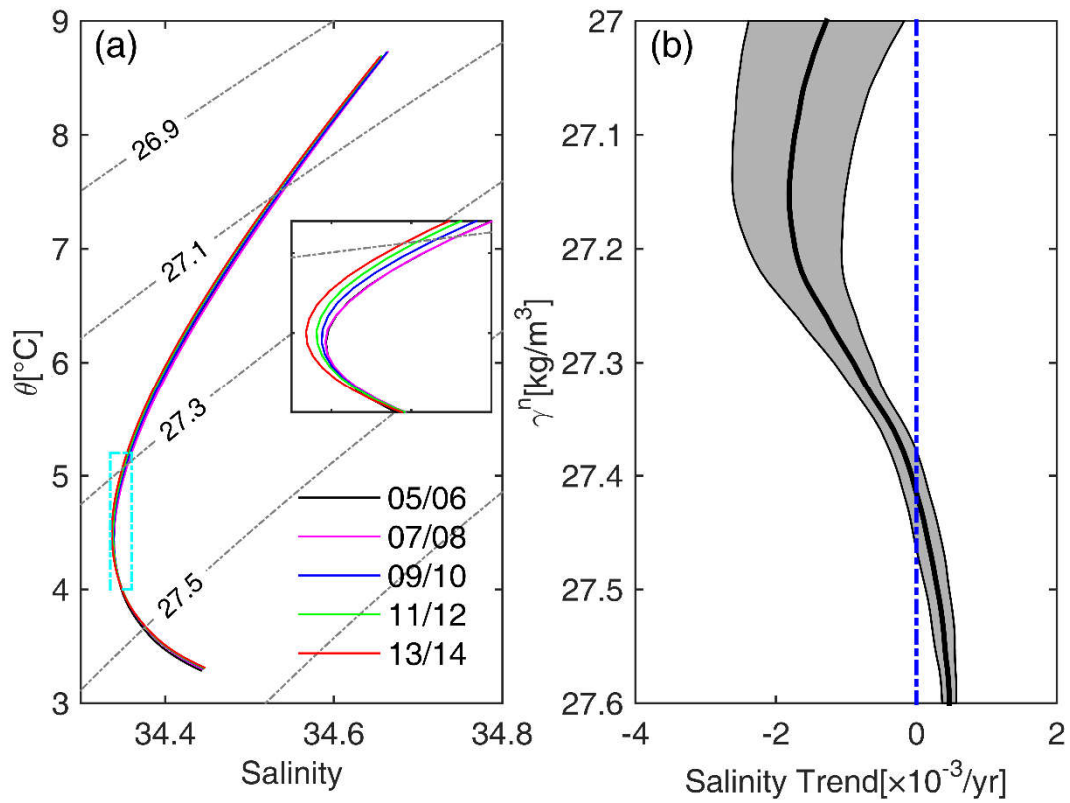 (a)
9
8
7
6
5
4
3
θ[°C]
26.9
27.1
27.3
27.5
05/06
07/08
09/10
11/12
13/14
34.4 34.6 34.8
Salinity
(b)
27
27.1
27.2
27.3
27.4
27.5
27.6
γⁿ[kg/m³]
-4 -2 0 2
Salinity Trend[×10⁻³/yr]